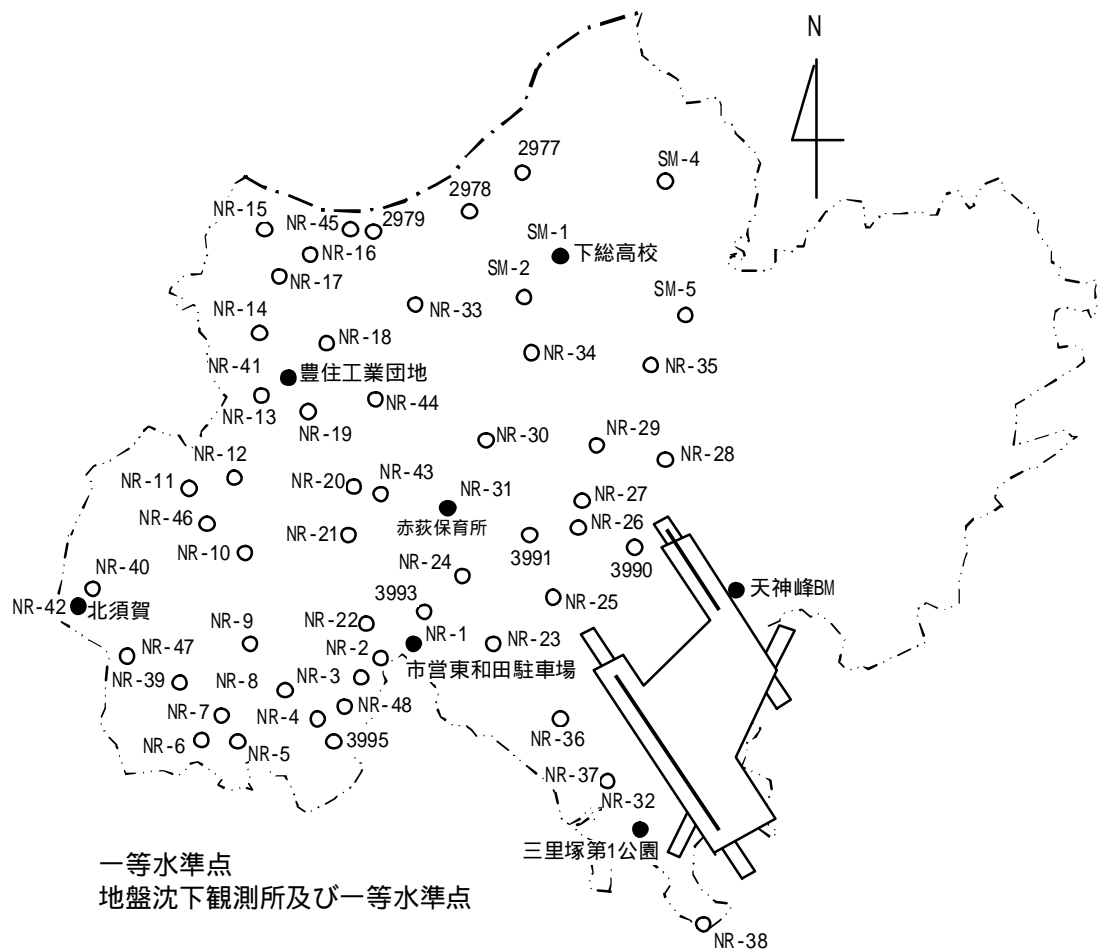 N
2977
SM-4
2978
NR-15
NR-45
2979
SM-1
NR-16
下総高校
NR-17
SM-2
SM-5
NR-14
NR-33
NR-18
NR-34
NR-41
豊住工業団地
NR-35
NR-13
NR-44
NR-19
NR-30
NR-29
NR-12
NR-28
NR-11
NR-20
NR-43
NR-31
NR-27
NR-46
赤荻保育所
NR-26
NR-21
NR-10
3991
3990
NR-24
NR-40
天神峰BM
NR-42
北須賀
3993
NR-25
NR-9
NR-22
NR-1
NR-23
NR-47
NR-2
市営東和田駐車場
NR-39
NR-8
NR-3
NR-7
NR-4
NR-48
NR-6
NR-5
3995
NR-36
NR-37
NR-32
三里塚第1公園
一等水準点
地盤沈下観測所及び一等水準点
NR-38